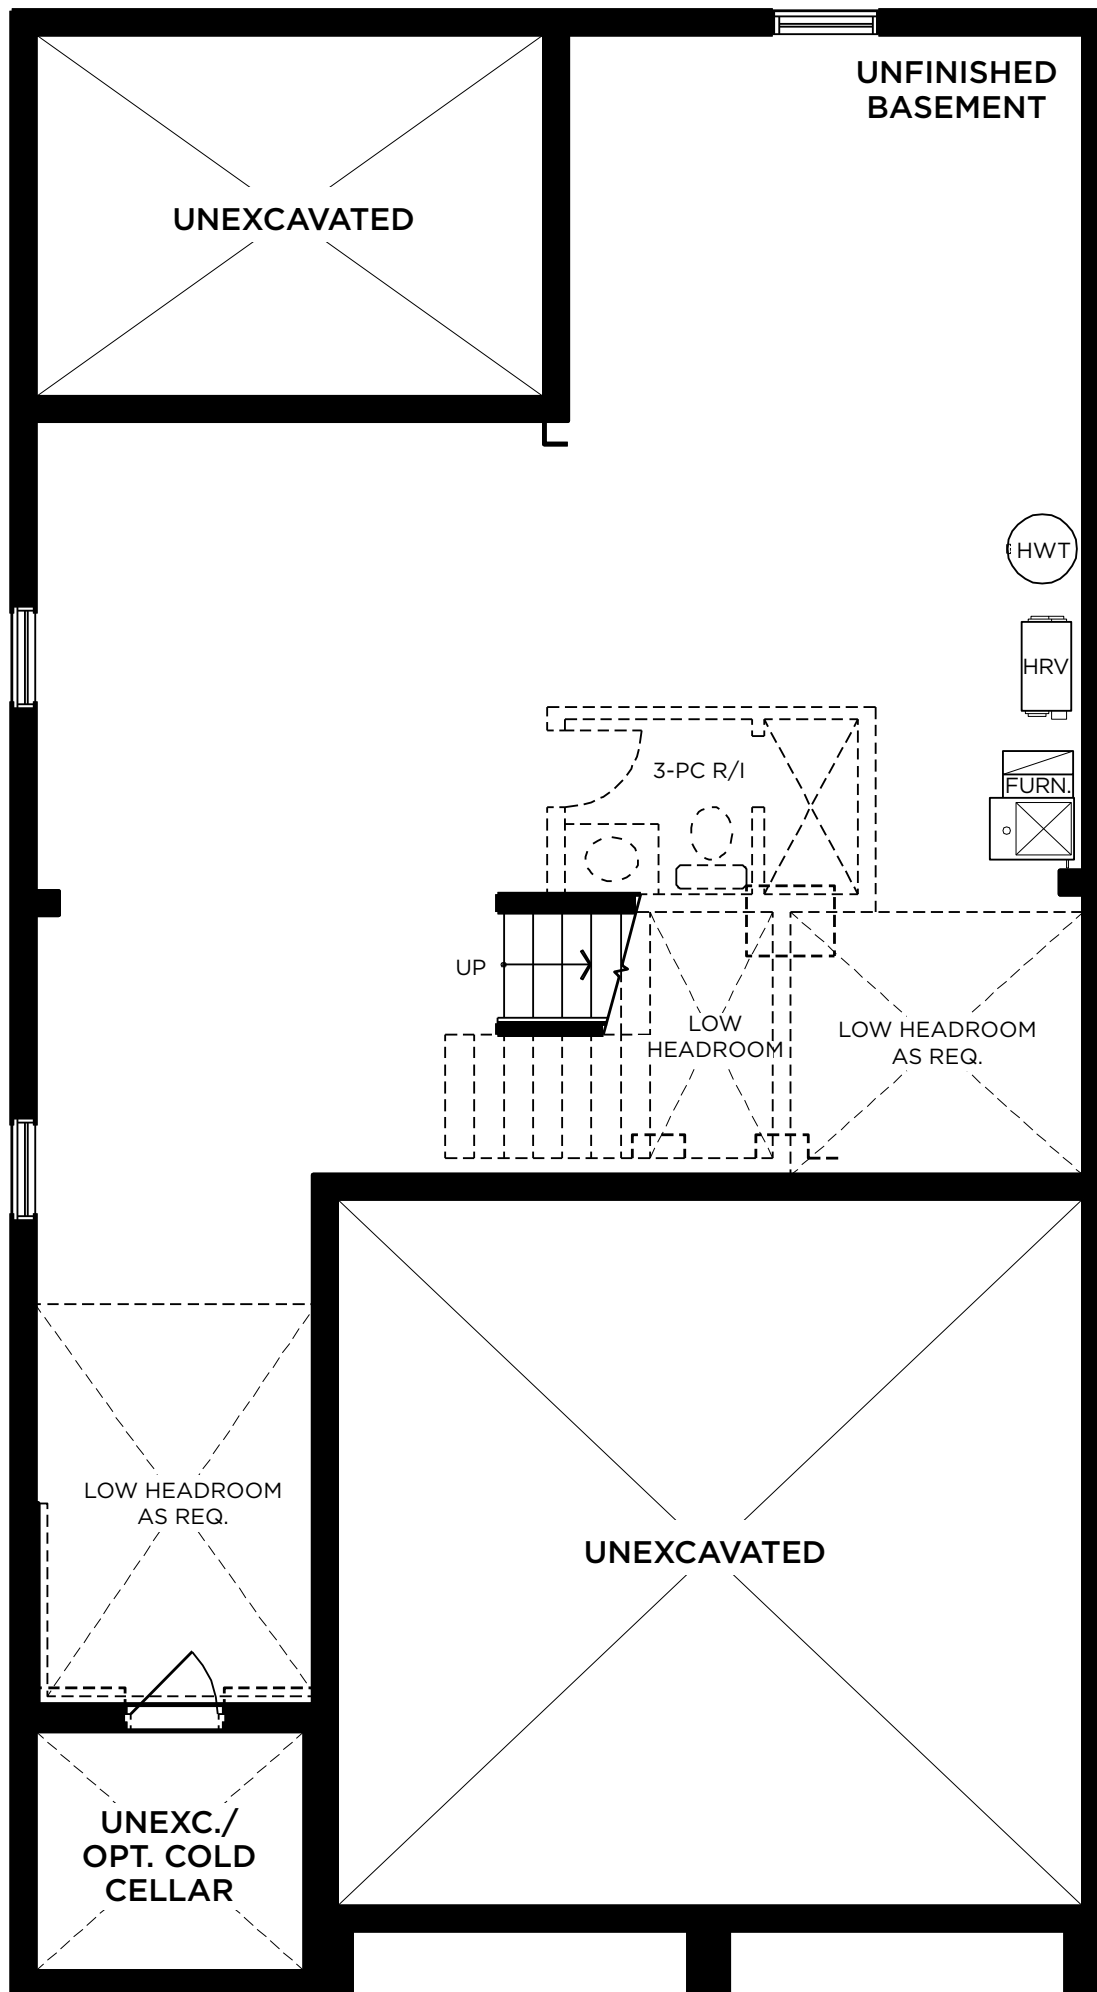 UNFINISHED
BASEMENT
UNEXCAVATED
HWT
HRV
3-PC R/I
FURN.
UP
LOW
HEADROOM
LOW HEADROOM
AS REQ.
LOW HEADROOM
AS REQ.
UNEXCAVATED
UNEXC./
OPT. COLD
CELLAR